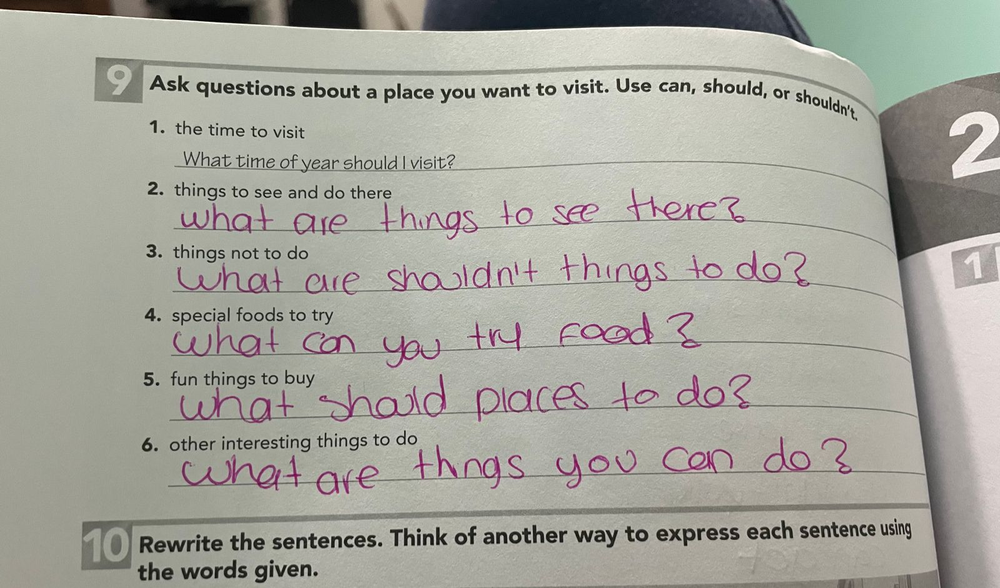 9 Ask questions about a place you want to visit. Use can, should, or shouldn't.
1. the time to visit
What time of year should I visit?
2. things to see and do there
what are things to see there?
3. things not to do
what are shouldn't things to do?
4. special foods to try
what can you try food?
5. fun things to buy
what should places to do?
6. other interesting things to do
what are thngs you can do?
10 Rewrite the sentences. Think of another way to express each sentence using
the words given.
2
1